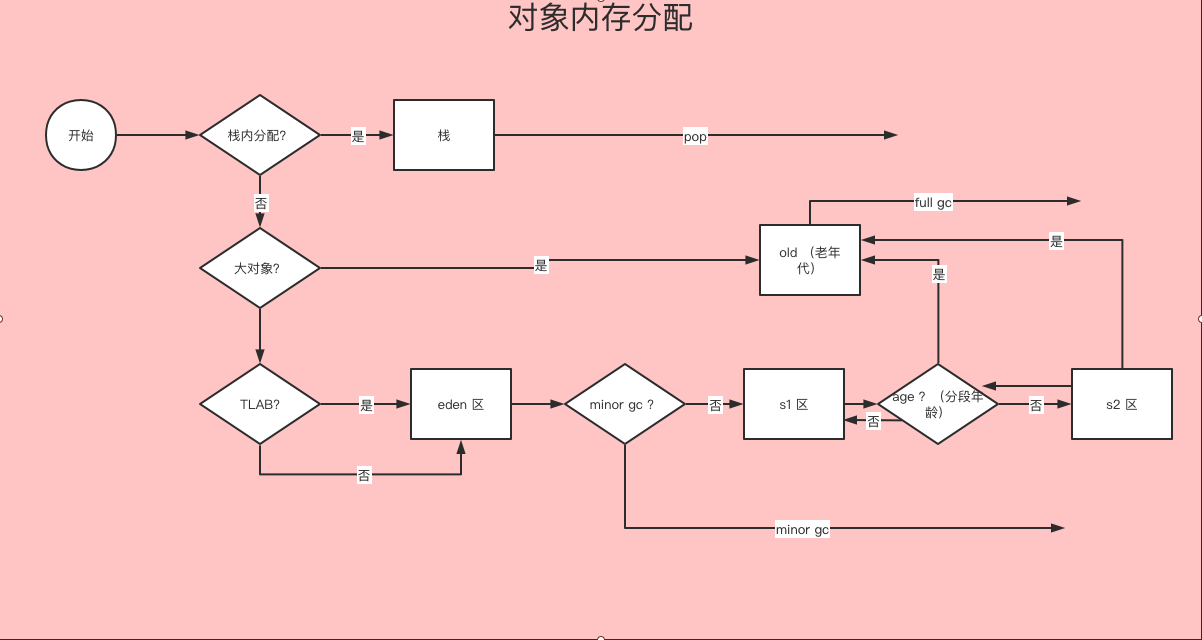 对象内存分配
开始
栈内分配?
是
栈
pop
否
full gc
old （老年
代）
是
大对象?
是
是
TLAB?
是
eden 区
minor gc ?
否
s1 区
age ? （分段年
龄）
否
s2 区
否
否
minor gc